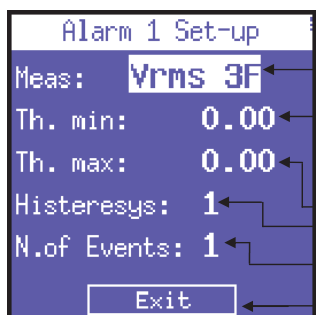 Alarm 1 Set-up
Meas: Vrms 3F
Th. min: 0.00
Th. max: 0.00
Histeresys: 1
N.of Events: 1
Exit